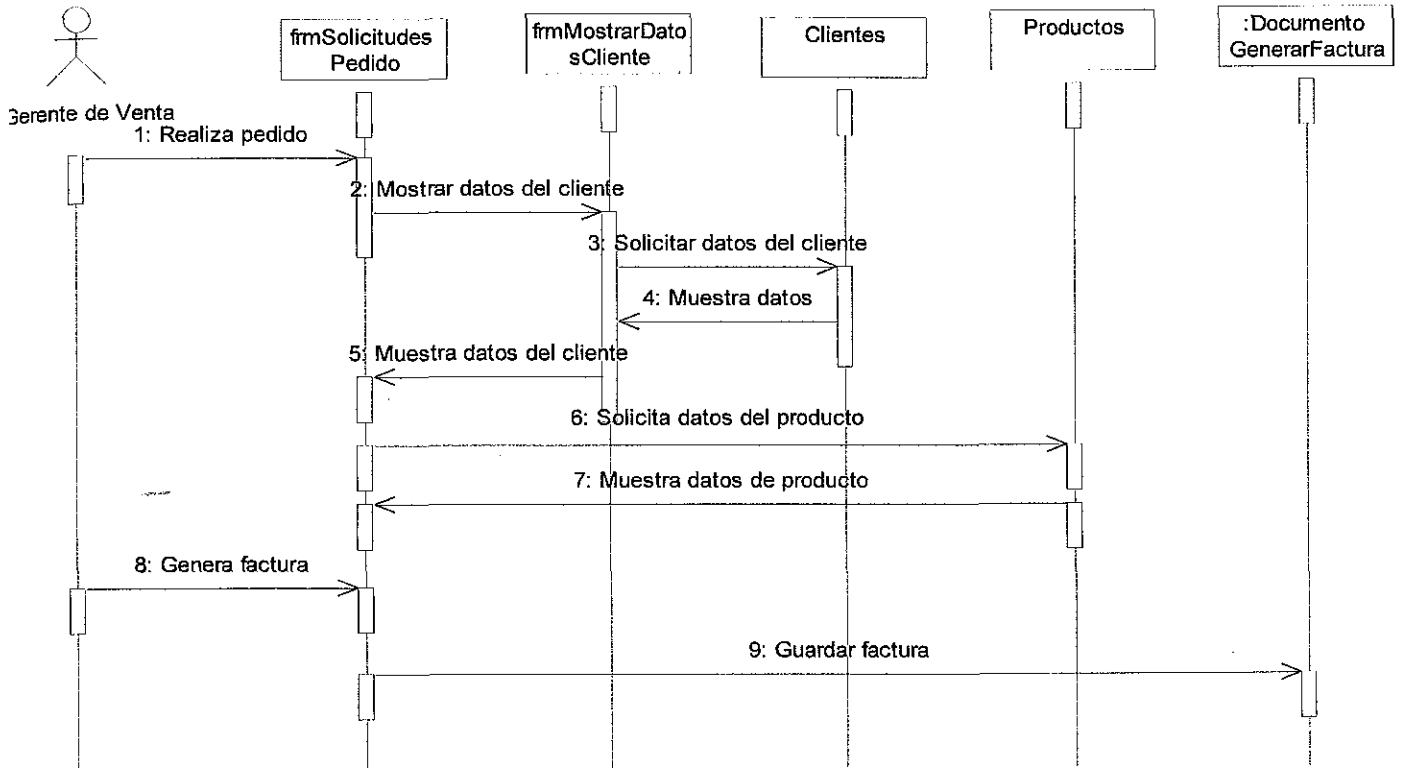 frmSolicitudes
Pedido
frmMostrarDato
sCliente
Clientes
Productos
:Documento
GenerarFactura
Gerente de Venta
1: Realiza pedido
2: Mostrar datos del cliente
3: Solicitar datos del cliente
4: Muestra datos
5: Muestra datos del cliente
6: Solicita datos del producto
7: Muestra datos de producto
8: Genera factura
9: Guardar factura